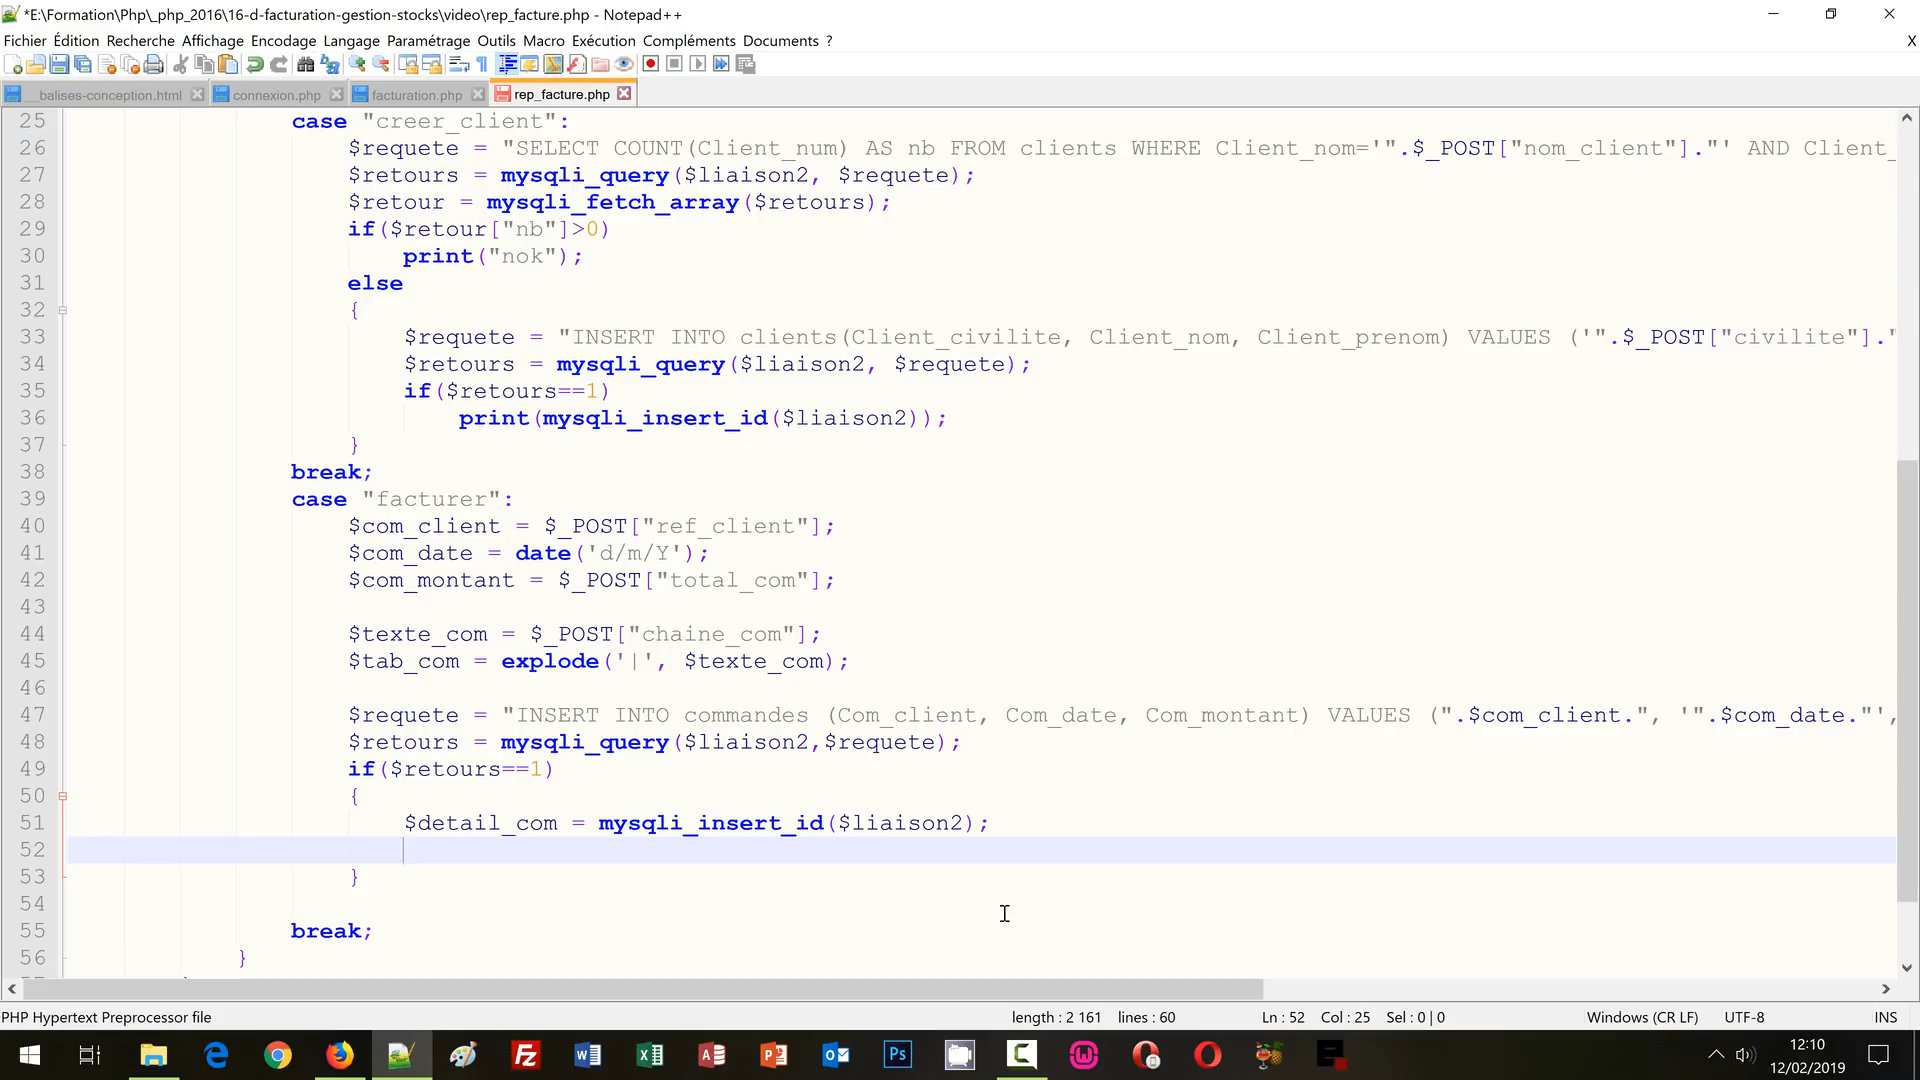 *E:\Formation\Php\_php_2016\16-d-facturation-gestion-stocks\video\rep_facture.php - Notepad++
Fichier Édition Recherche Affichage Encodage Langage Paramétrage Outils Macro Exécution Compléments Documents ? X
__balises-conception.html connexion.php facturation.php rep_facture.php
25 case "creer_client":
26 $requete = "SELECT COUNT(Client_num) AS nb FROM clients WHERE Client_nom='".$_POST["nom_client"]."' AND Client_
27 $retours = mysqli_query($liaison2, $requete);
28 $retour = mysqli_fetch_array($retours);
29 if($retour["nb"]>0)
30 print("nok");
31 else
32 {
33 $requete = "INSERT INTO clients(Client_civilite, Client_nom, Client_prenom) VALUES ('".$_POST["civilite"]."
34 $retours = mysqli_query($liaison2, $requete);
35 if($retours==1)
36 print(mysqli_insert_id($liaison2));
37 }
38 break;
39 case "facturer":
40 $com_client = $_POST["ref_client"];
41 $com_date = date('d/m/Y');
42 $com_montant = $_POST["total_com"];
43
44 $texte_com = $_POST["chaine_com"];
45 $tab_com = explode('|', $texte_com);
46
47 $requete = "INSERT INTO commandes (Com_client, Com_date, Com_montant) VALUES (".$com_client.", '".$com_date."',
48 $retours = mysqli_query($liaison2,$requete);
49 if($retours==1)
50 {
51 $detail_com = mysqli_insert_id($liaison2);
52
53 }
54
55 break;
56 }
PHP Hypertext Preprocessor file length : 2 161 lines : 60 Ln : 52 Col : 25 Sel : 0 | 0 Windows (CR LF) UTF-8 INS
12:10
12/02/2019